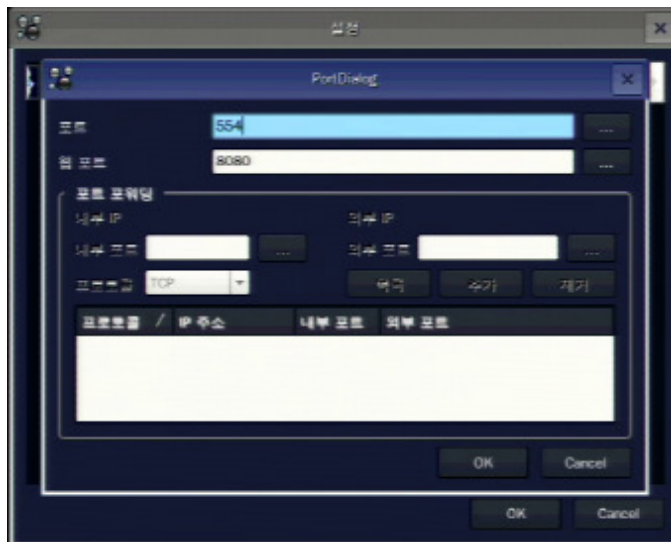 설정
PortDialog
포트 554 ...
웹 포트 8080 ...
포트 포워딩
내부 IP 외부 IP
내부 포트 ... 외부 포트 ...
프로토콜 TCP 추가 제거
프로토콜 / IP 주소 내부 포트 외부 포트
OK Cancel
OK Cancel